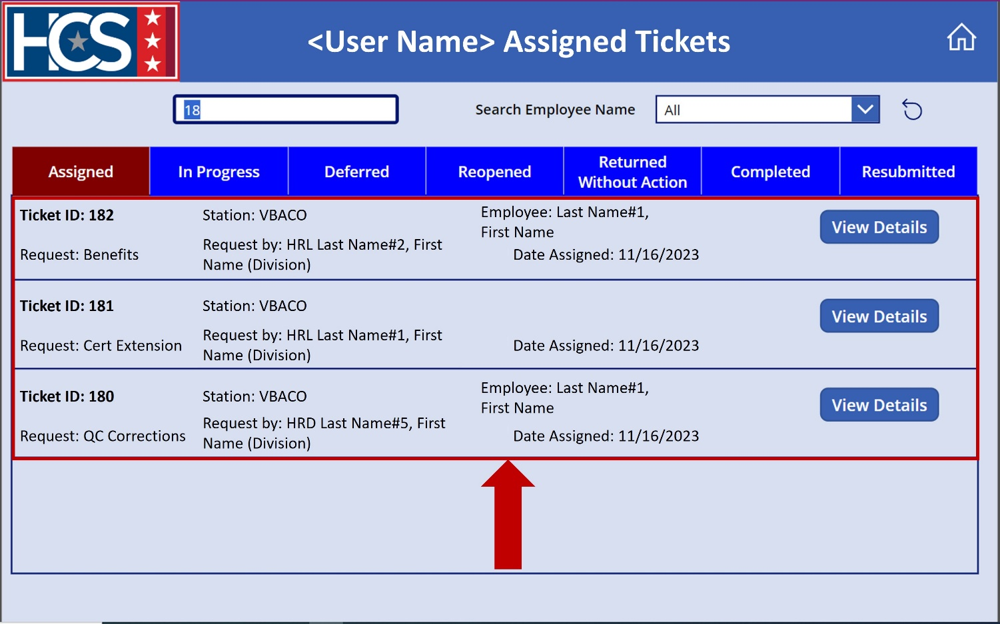 HCS
<User Name> Assigned Tickets
18
Search Employee Name
All
Assigned
In Progress
Deferred
Reopened
Returned
Without Action
Completed
Resubmitted
Ticket ID: 182
Station: VBACO
Employee: Last Name#1,
First Name
View Details
Request: Benefits
Request by: HRL Last Name#2, First
Name (Division)
Date Assigned: 11/16/2023
Ticket ID: 181
Station: VBACO
View Details
Request: Cert Extension
Request by: HRL Last Name#1, First
Name (Division)
Date Assigned: 11/16/2023
Ticket ID: 180
Station: VBACO
Employee: Last Name#1,
First Name
View Details
Request: QC Corrections
Request by: HRD Last Name#5, First
Name (Division)
Date Assigned: 11/16/2023